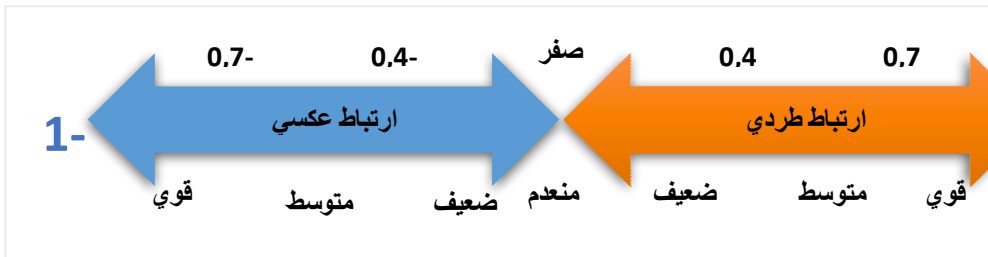 صفر
0,7 0,4 0,4- 0,7-
ارتباط طردي ارتباط عكسي
1-
قوي متوسط ضعيف منعدم ضعيف متوسط قوي